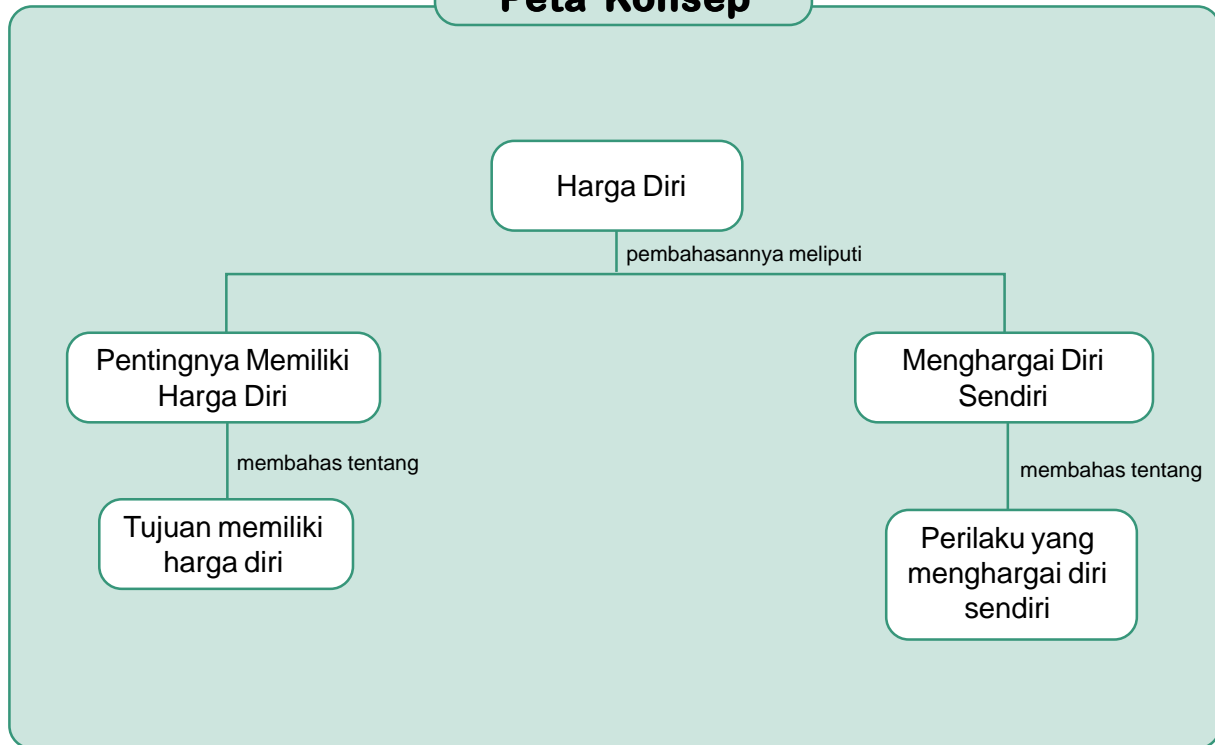 Peta Konsep
Harga Diri
pembahasannya meliputi
Pentingnya Memiliki
Harga Diri
Menghargai Diri
Sendiri
membahas tentang
membahas tentang
Tujuan memiliki
harga diri
Perilaku yang
menghargai diri
sendiri